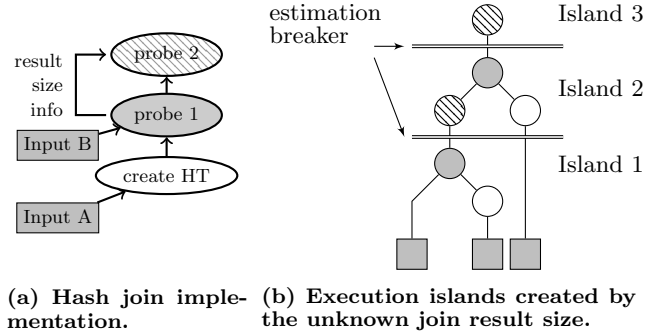 probe 2
result
size
info
probe 1
Input B
create HT
Input A
(a) Hash join imple-
mentation.
estimation
breaker
Island 3
Island 2
Island 1
(b) Execution islands created by
the unknown join result size.